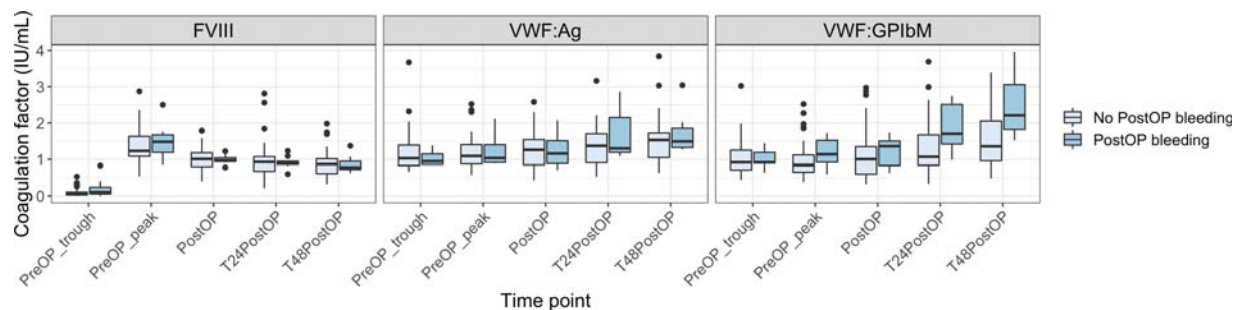 FVIII VWF:Ag VWF:GPIbM
Coagulation factor (IU/mL)
4
3
2
1
0
No PostOP bleeding
PostOP bleeding
PreOP_trough PreOP_peak PostOP T24PostOP T48PostOP PreOP_trough PreOP_peak PostOP T24PostOP T48PostOP PreOP_trough PreOP_peak PostOP T24PostOP T48PostOP
Time point